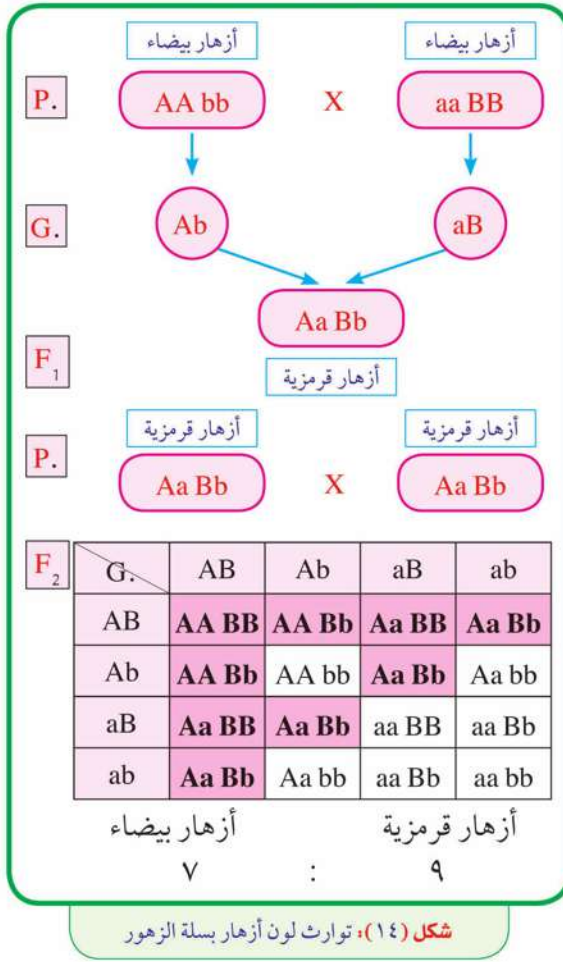 أزهار بيضاء أزهار بيضاء
P. AA bb X aa BB
G. Ab aB
Aa Bb
F₁
أزهار قرمزية
أزهار قرمزية أزهار قرمزية
P. Aa Bb X Aa Bb
F₂ G. AB Ab aB ab
AB AA BB AA Bb Aa BB Aa Bb
Ab AA Bb AA bb Aa Bb Aa bb
aB Aa BB Aa Bb aa BB aa Bb
ab Aa Bb Aa bb aa Bb aa bb
أزهار قرمزية أزهار بيضاء
٩ : ٧
شكل (١٤): توارث لون أزهار بسلة الزهور